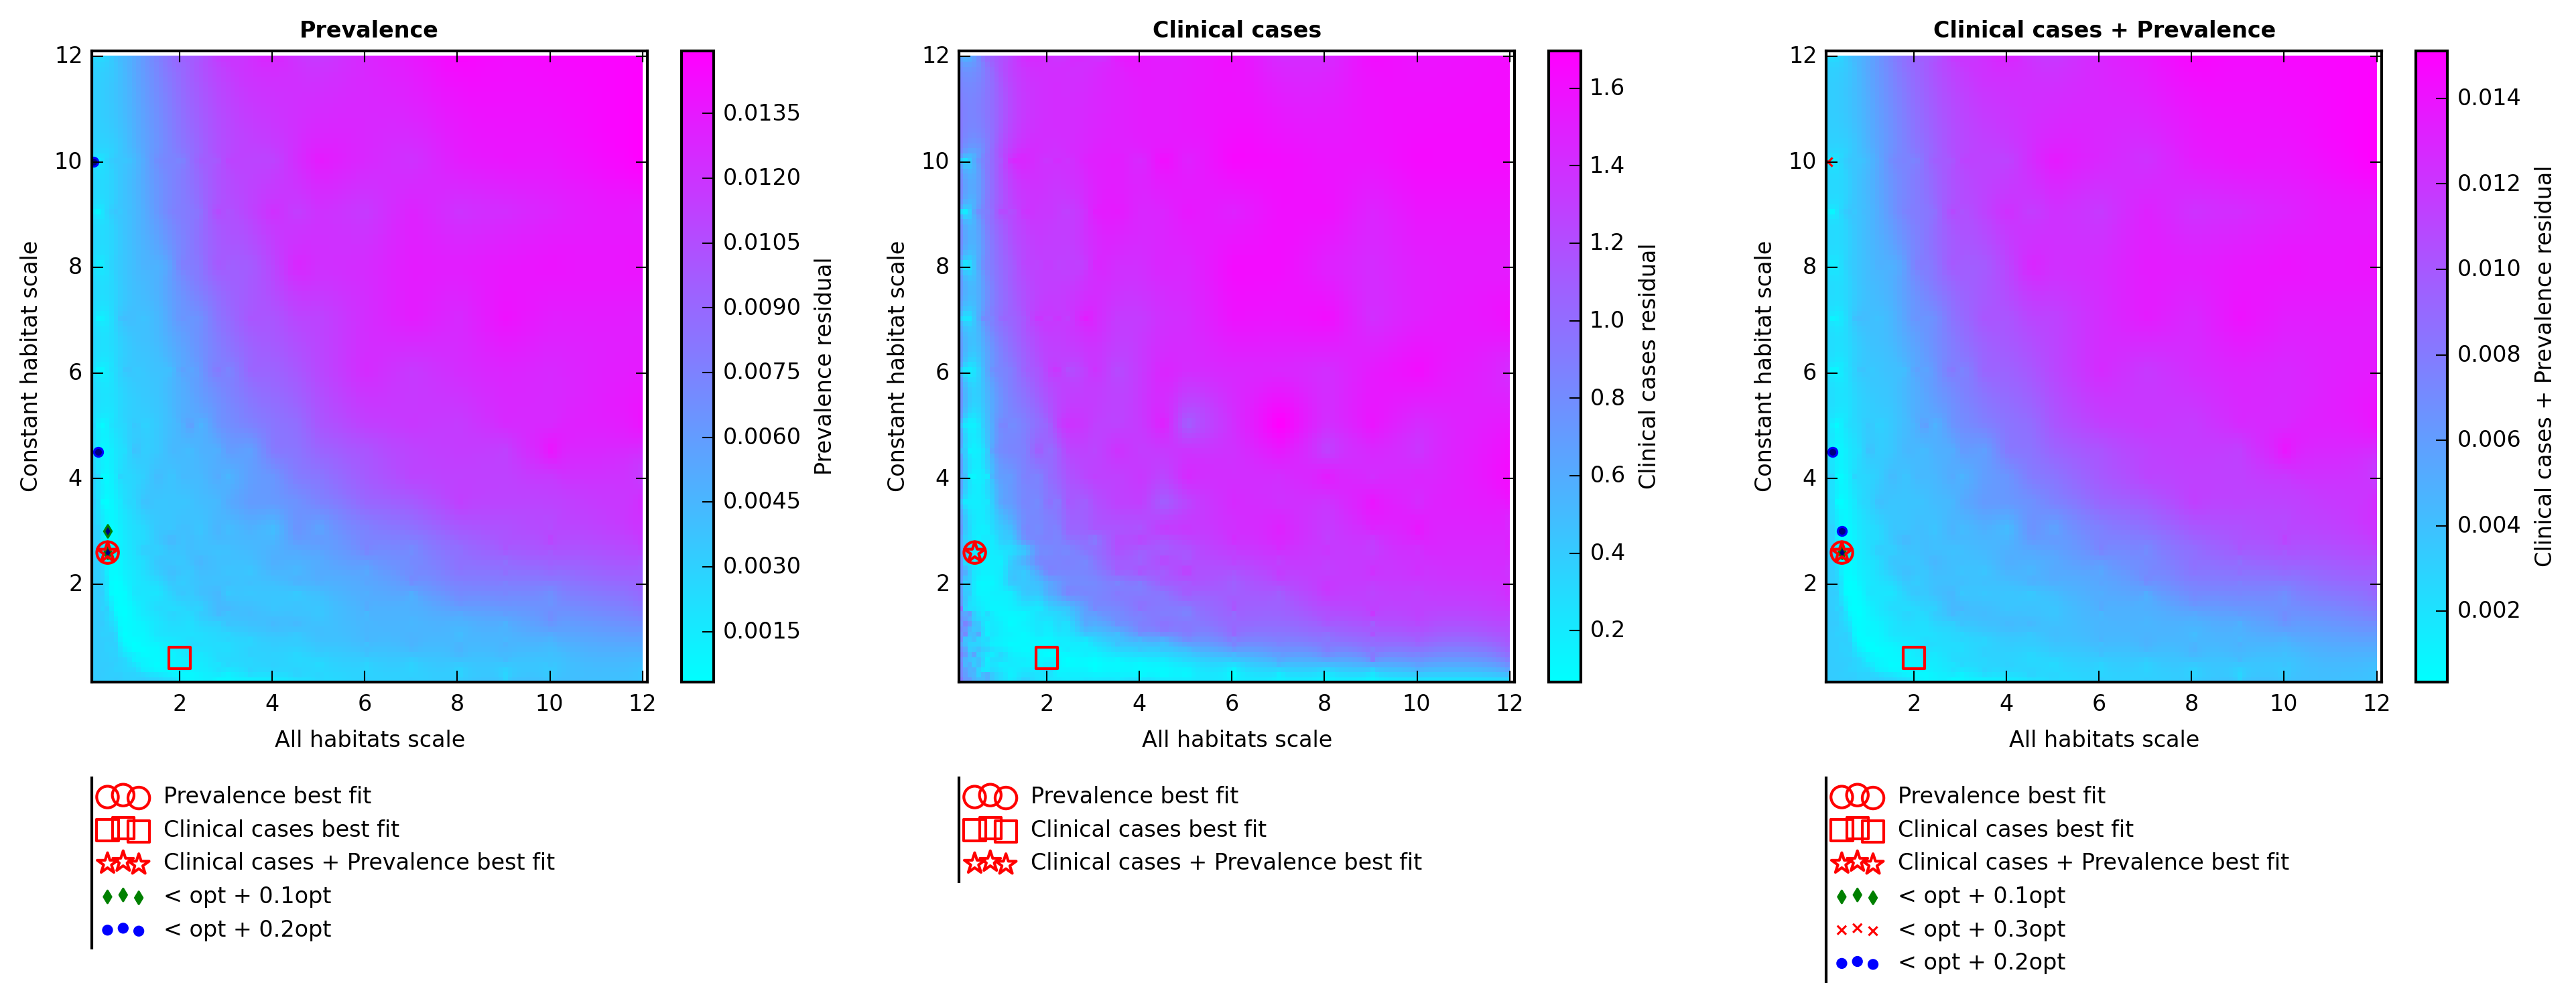 Prevalence
Clinical cases
Clinical cases + Prevalence
12
10
8
6
4
2
Constant habitat scale
2 4 6 8 10 12
All habitats scale
0.0135
0.0120
0.0105
0.0090
0.0075
0.0060
0.0045
0.0030
0.0015
Prevalence residual
12
10
8
6
4
2
Constant habitat scale
2 4 6 8 10 12
All habitats scale
1.6
1.4
1.2
1.0
0.8
0.6
0.4
0.2
Clinical cases residual
12
10
8
6
4
2
Constant habitat scale
2 4 6 8 10 12
All habitats scale
0.014
0.012
0.010
0.008
0.006
0.004
0.002
Clinical cases + Prevalence residual
Prevalence best fit
Clinical cases best fit
Clinical cases + Prevalence best fit
< opt + 0.1opt
< opt + 0.2opt
Prevalence best fit
Clinical cases best fit
Clinical cases + Prevalence best fit
Prevalence best fit
Clinical cases best fit
Clinical cases + Prevalence best fit
< opt + 0.1opt
< opt + 0.3opt
< opt + 0.2opt